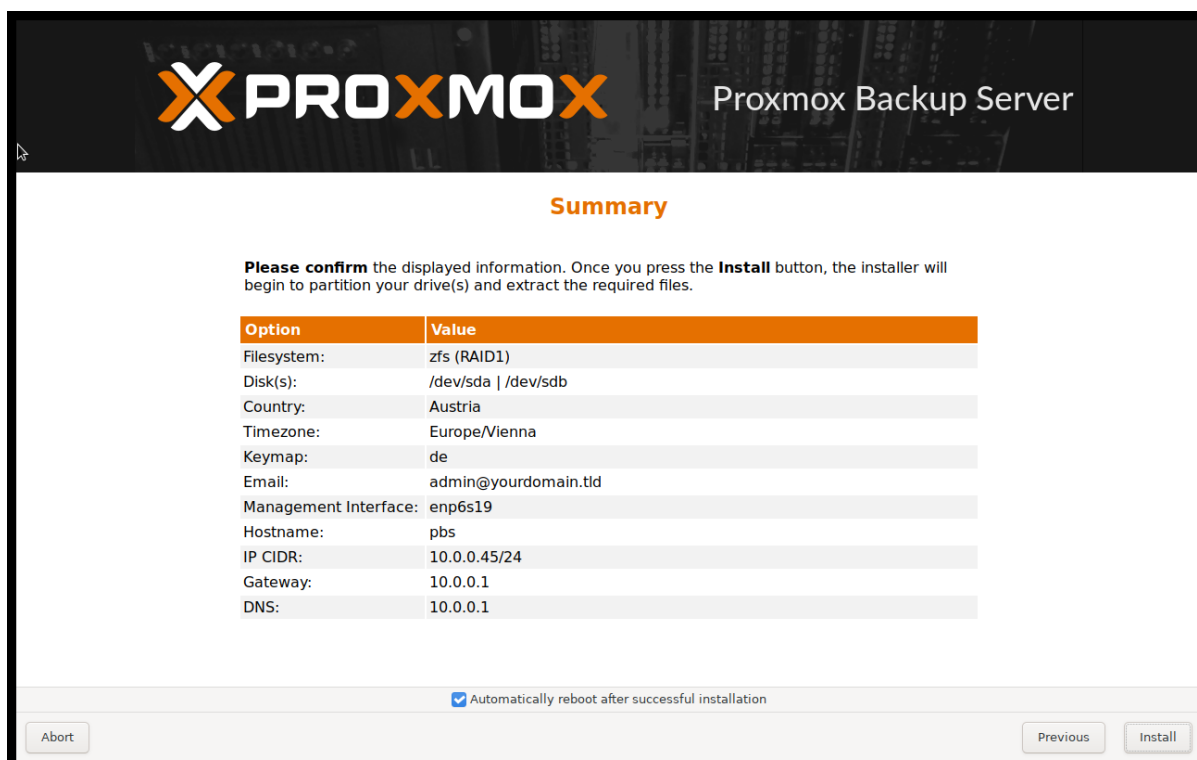 PROXMOX Proxmox Backup Server
LL
Summary
Please confirm the displayed information. Once you press the Install button, the installer will
begin to partition your drive(s) and extract the required files.
Option Value
Filesystem: zfs (RAID1)
Disk(s): /dev/sda | /dev/sdb
Country: Austria
Timezone: Europe/Vienna
Keymap: de
Email: admin@yourdomain.tld
Management Interface: enp6s19
Hostname: pbs
IP CIDR: 10.0.0.45/24
Gateway: 10.0.0.1
DNS: 10.0.0.1
Automatically reboot after successful installation
Abort Previous Install